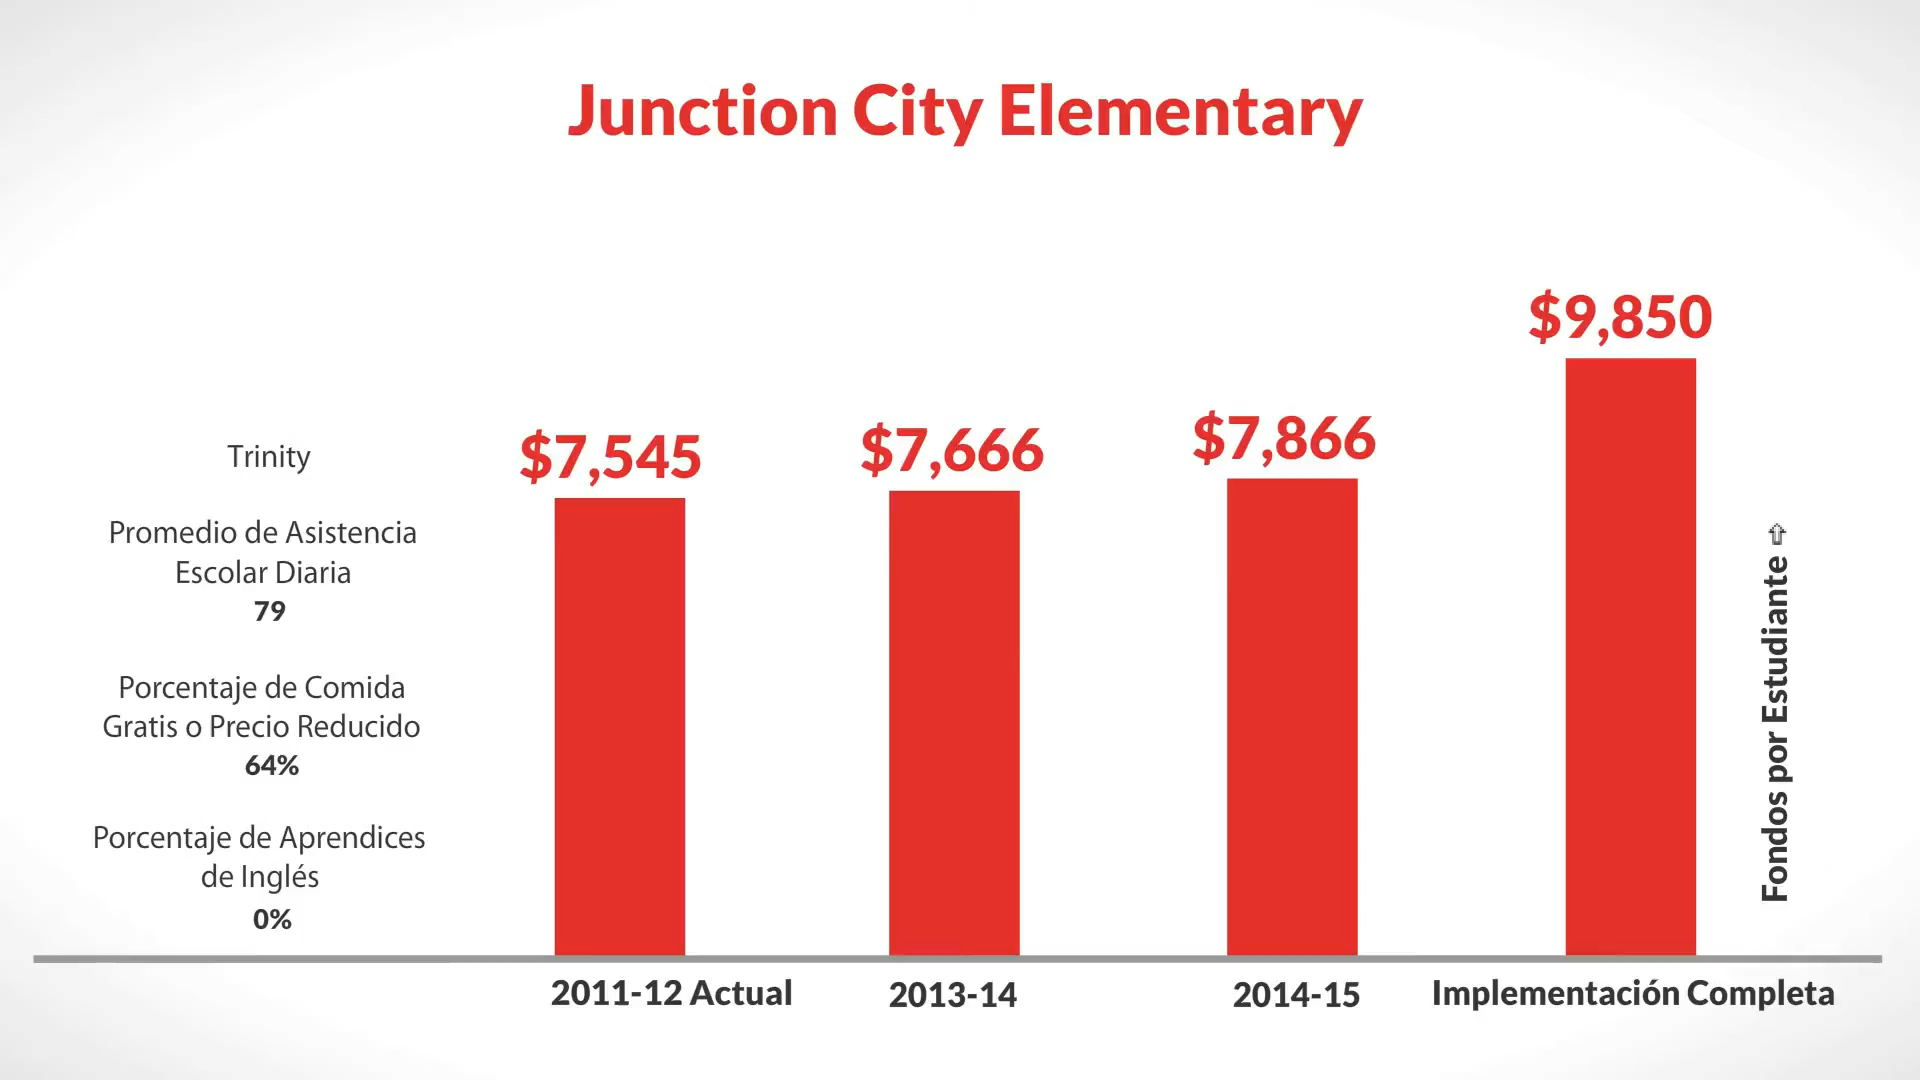 Junction City Elementary
$9,850
$7,866
$7,666
$7,545
Trinity
Promedio de Asistencia
Escolar Diaria
79
Porcentaje de Comida
Gratis o Precio Reducido
64%
Porcentaje de Aprendices
de Inglés
0%
Fondos por Estudiante ⇧
2011-12 Actual
2013-14
2014-15
Implementación Completa